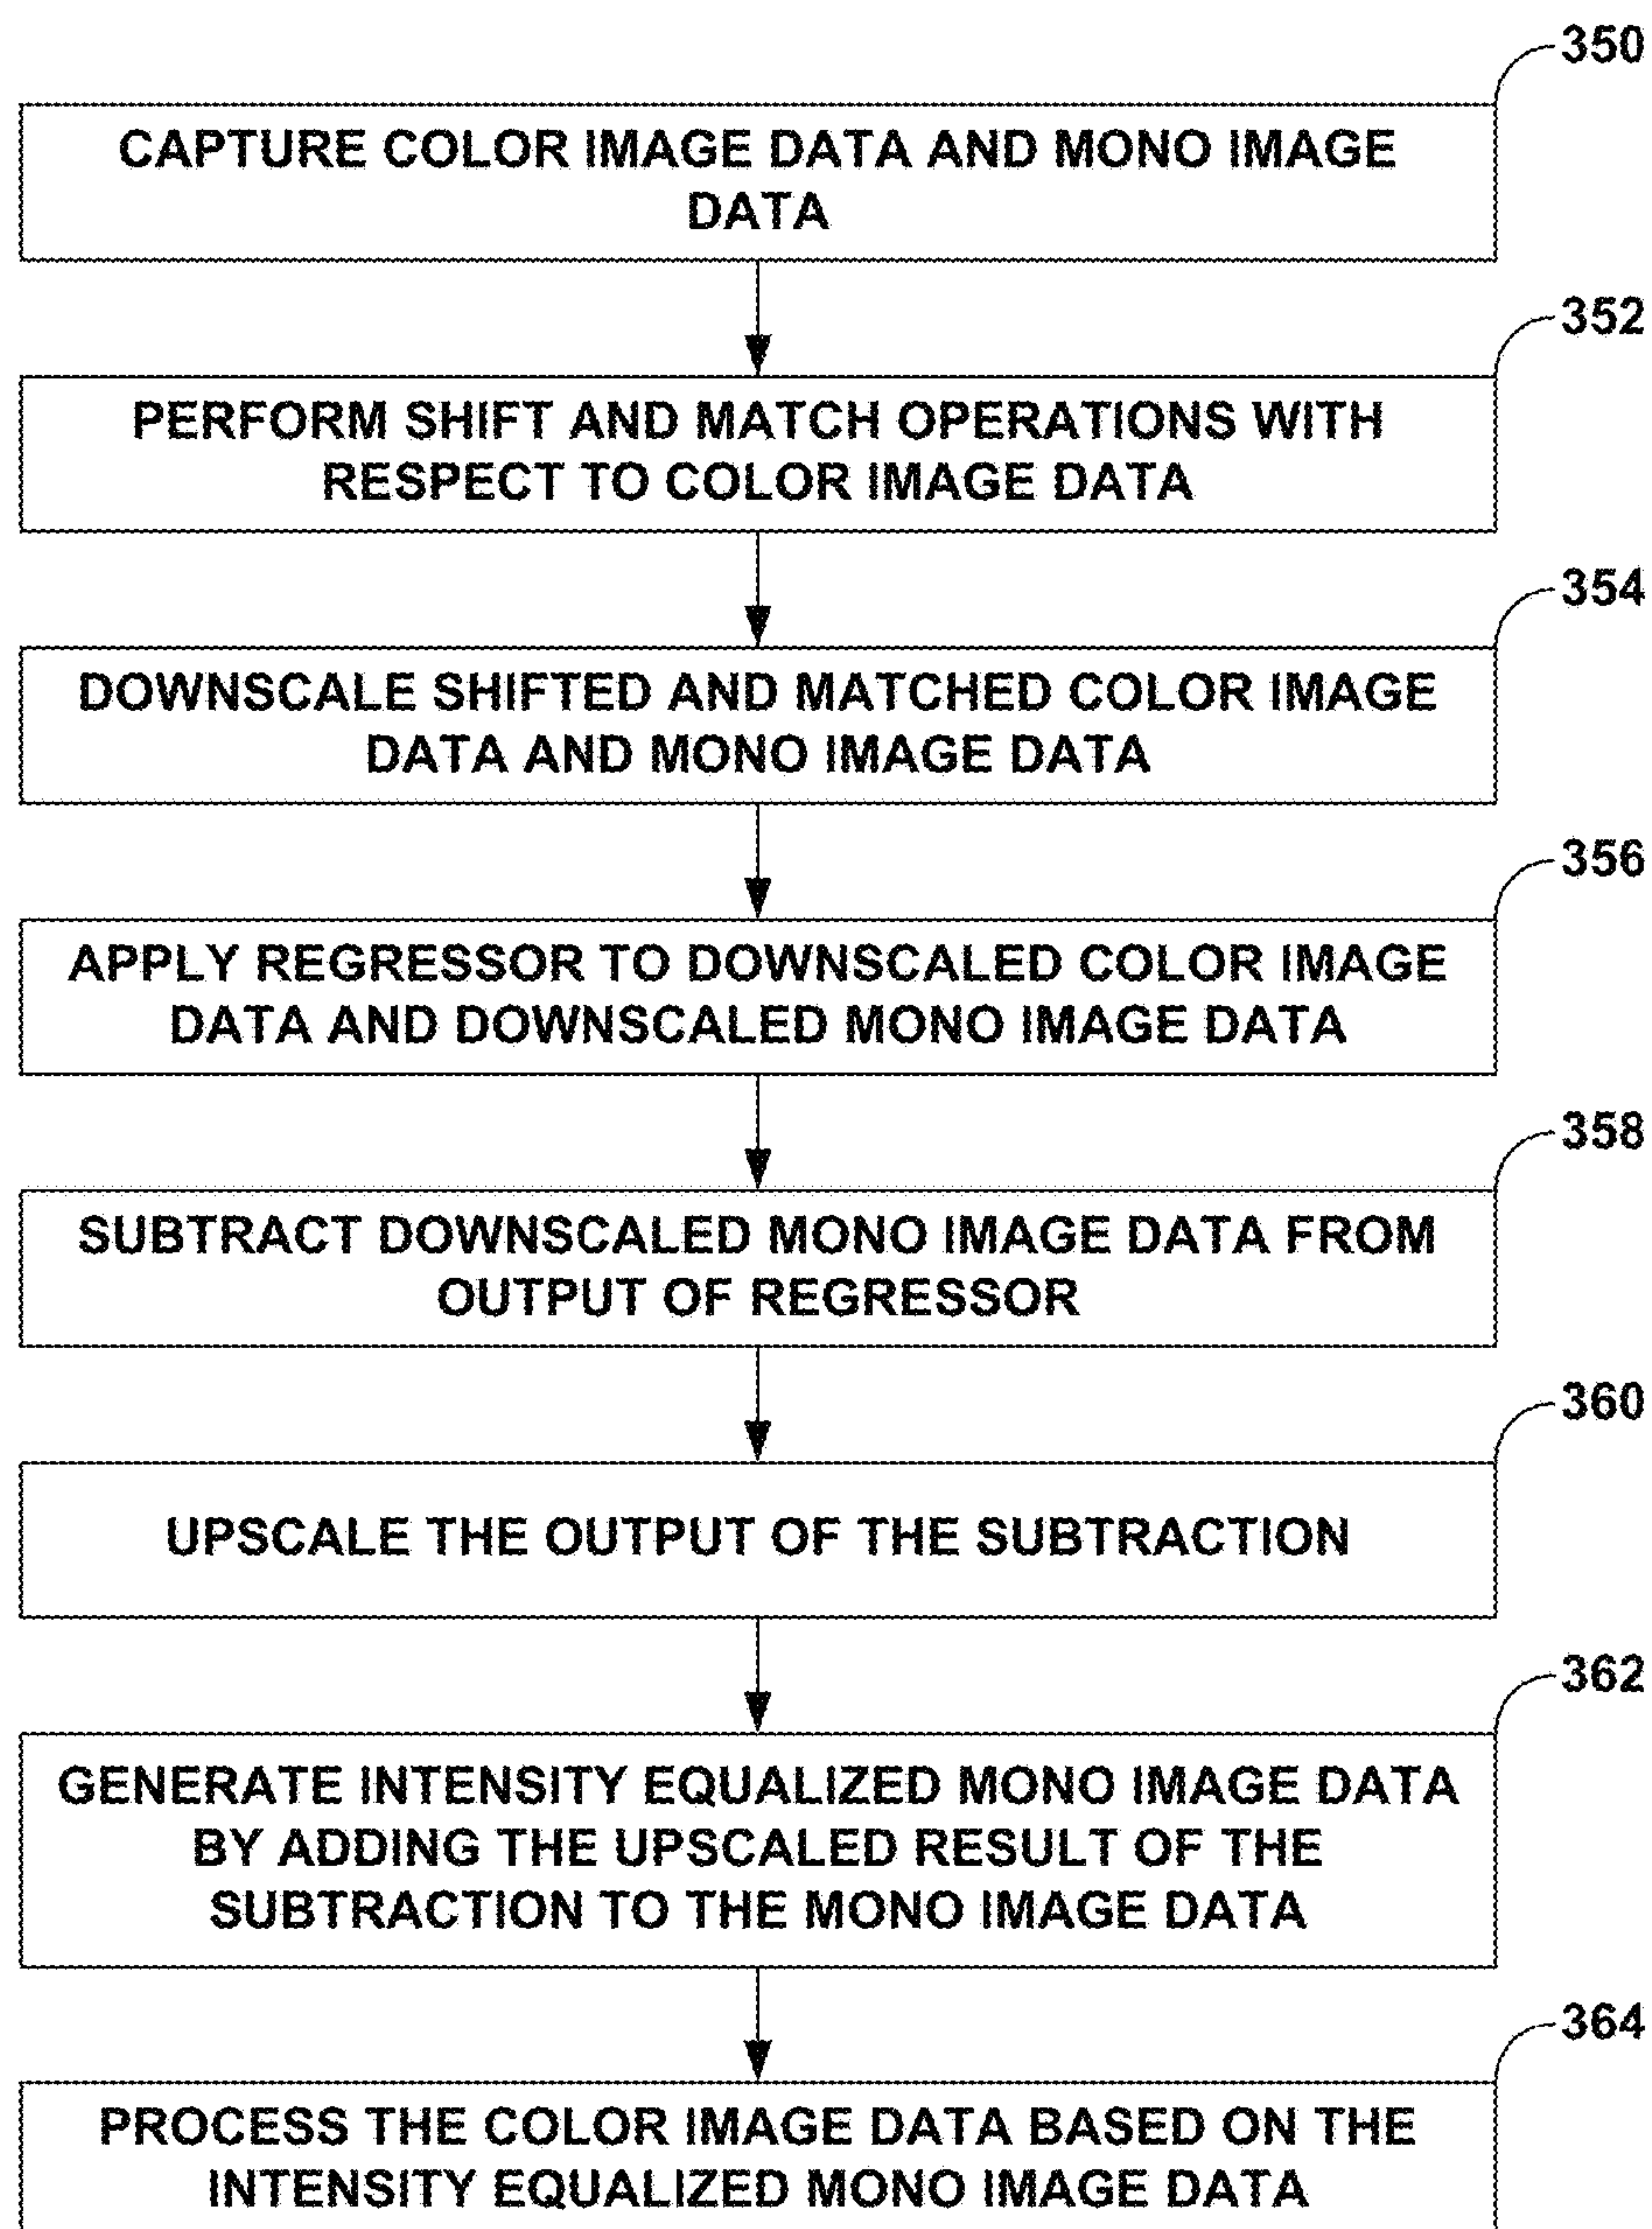 350
CAPTURE COLOR IMAGE DATA AND MONO IMAGE
DATA
352
PERFORM SHIFT AND MATCH OPERATIONS WITH
RESPECT TO COLOR IMAGE DATA
354
DOWNSCALE SHIFTED AND MATCHED COLOR IMAGE
DATA AND MONO IMAGE DATA
356
APPLY REGRESSOR TO DOWNSCALED COLOR IMAGE
DATA AND DOWNSCALED MONO IMAGE DATA
358
SUBTRACT DOWNSCALED MONO IMAGE DATA FROM
OUTPUT OF REGRESSOR
360
UPSCALE THE OUTPUT OF THE SUBTRACTION
362
GENERATE INTENSITY EQUALIZED MONO IMAGE DATA
BY ADDING THE UPSCALED RESULT OF THE
SUBTRACTION TO THE MONO IMAGE DATA
364
PROCESS THE COLOR IMAGE DATA BASED ON THE
INTENSITY EQUALIZED MONO IMAGE DATA